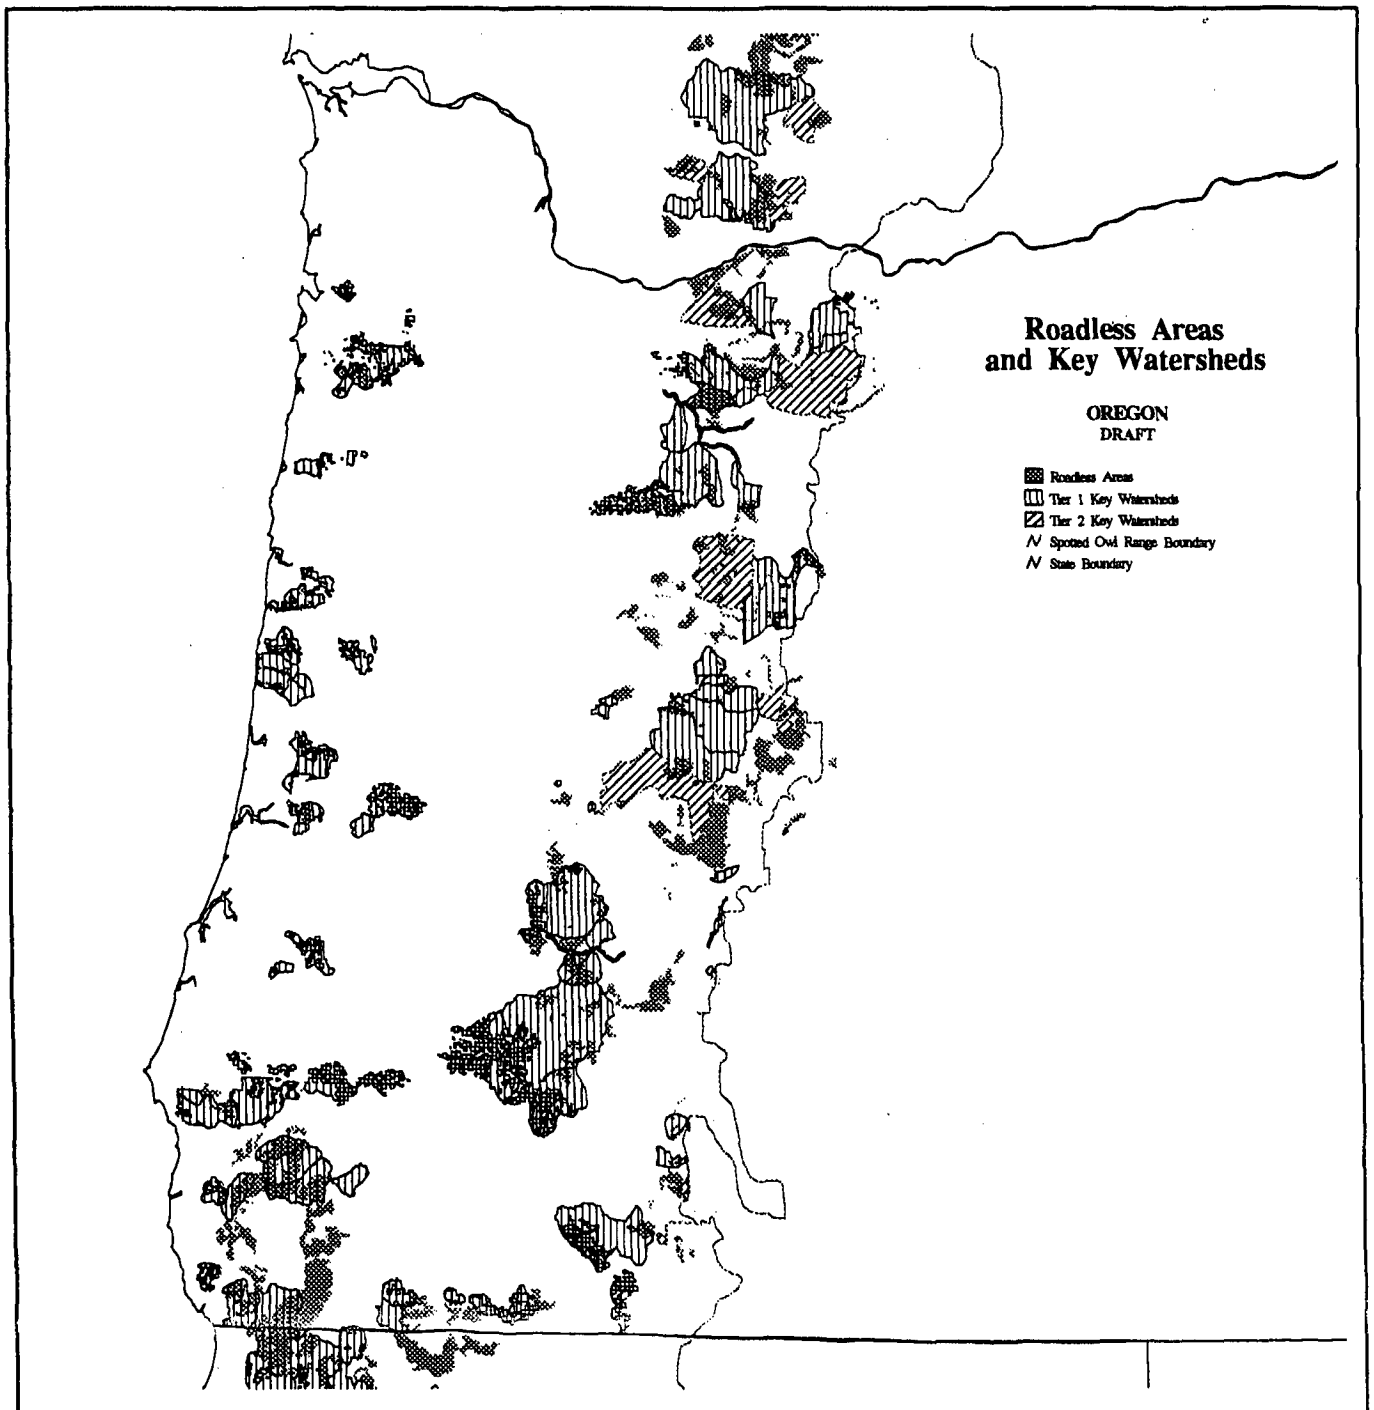 Roadless Areas
and Key Watersheds
OREGON
DRAFT
Roadless Areas
Tier 1 Key Watersheds
Tier 2 Key Watersheds
Spotted Owl Range Boundary
State Boundary